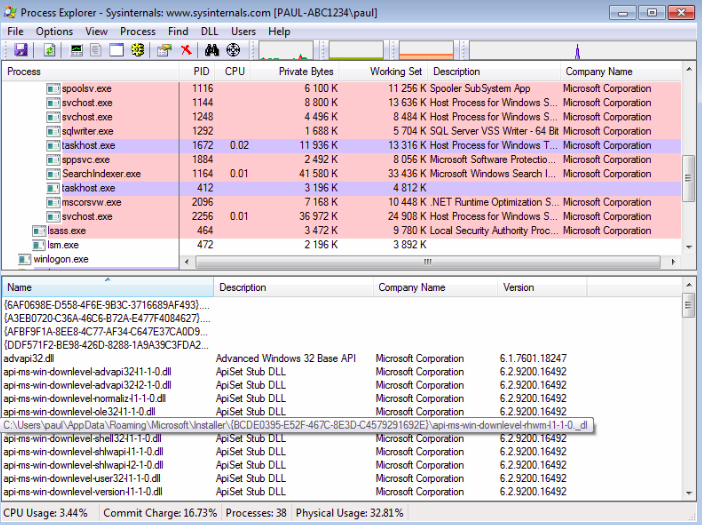 Process Explorer - Sysinternals: www.sysinternals.com [PAUL-ABC1234\paul]
File Options View Process Find DLL Users Help
Process PID CPU Private Bytes Working Set Description Company Name
spoolsv.exe 1116 6 100 K 11 256 K Spooler SubSystem App Microsoft Corporation
svchost.exe 1144 8 800 K 13 636 K Host Process for Windows S... Microsoft Corporation
svchost.exe 1248 4 496 K 8 484 K Host Process for Windows S... Microsoft Corporation
sqlwriter.exe 1292 1 688 K 5 704 K SQL Server VSS Writer - 64 Bit Microsoft Corporation
taskhost.exe 1672 0.02 11 936 K 13 316 K Host Process for Windows T... Microsoft Corporation
sppsvc.exe 1884 2 492 K 8 056 K Microsoft Software Protectio... Microsoft Corporation
SearchIndexer.exe 1164 0.01 41 580 K 33 436 K Microsoft Windows Search I... Microsoft Corporation
taskhost.exe 412 3 196 K 4 812 K
mscorsvw.exe 2096 7 168 K 10 448 K .NET Runtime Optimization S... Microsoft Corporation
svchost.exe 2256 0.01 36 972 K 24 908 K Host Process for Windows S... Microsoft Corporation
lsass.exe 464 3 472 K 9 780 K Local Security Authority Proc... Microsoft Corporation
lsm.exe 472 2 196 K 3 892 K
winlogon.exe
Name Description Company Name Version
{6AF0698E-D558-4F6E-9B3C-3716689AF493}....
{A3EB0720-C36A-46C6-B72A-E477F4084627}....
{AFBF9F1A-8EE8-4C77-AF34-C647E37CA0D9...
{DDF571F2-BE98-426D-8288-1A9A39C3FDA2...
advapi32.dll Advanced Windows 32 Base API Microsoft Corporation 6.1.7601.18247
api-ms-win-downlevel-advapi32-l1-1-0.dll ApiSet Stub DLL Microsoft Corporation 6.2.9200.16492
api-ms-win-downlevel-advapi32-l2-1-0.dll ApiSet Stub DLL Microsoft Corporation 6.2.9200.16492
api-ms-win-downlevel-normaliz-l1-1-0.dll ApiSet Stub DLL Microsoft Corporation 6.2.9200.16492
api-ms-win-downlevel-ole32-l1-1-0.dll ApiSet Stub DLL Microsoft Corporation 6.2.9200.16492
C:\Users\paul\AppData\Roaming\Microsoft\Installer\{BCDE0395-E52F-467C-8E3D-C4579291692E}\api-ms-win-downlevel-rhwm-l1-1-0._dl
api-ms-win-downlevel-shell32-l1-1-0.dll ApiSet Stub DLL Microsoft Corporation 6.2.9200.16492
api-ms-win-downlevel-shlwapi-l1-1-0.dll ApiSet Stub DLL Microsoft Corporation 6.2.9200.16492
api-ms-win-downlevel-shlwapi-l2-1-0.dll ApiSet Stub DLL Microsoft Corporation 6.2.9200.16492
api-ms-win-downlevel-user32-l1-1-0.dll ApiSet Stub DLL Microsoft Corporation 6.2.9200.16492
api-ms-win-downlevel-version-l1-1-0.dll ApiSet Stub DLL Microsoft Corporation 6.2.9200.16492
CPU Usage: 3.44% Commit Charge: 16.73% Processes: 38 Physical Usage: 32.81%